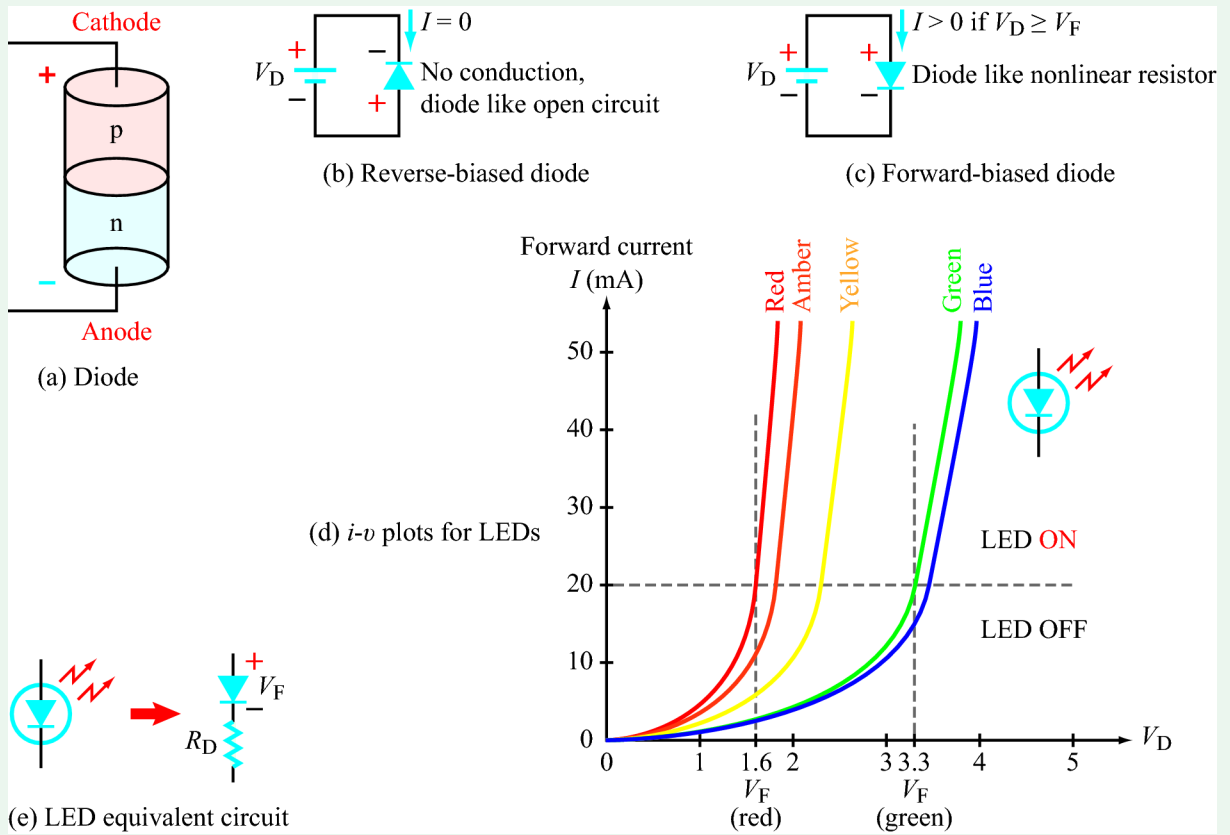 Cathode
+
p
n
−
Anode
(a) Diode
I = 0
+
−
V_D
−
+
No conduction,
diode like open circuit
(b) Reverse-biased diode
I > 0 if V_D ≥ V_F
+
+
V_D
−
−
Diode like nonlinear resistor
(c) Forward-biased diode
Forward current
I (mA)
Red
Amber
Yellow
Green
Blue
50
40
30
20
10
0
(d) i-υ plots for LEDs
LED ON
LED OFF
0 1 1.6 2 3 3.3 4 5 V_D
V_F V_F
(red) (green)
+
V_F
−
R_D
(e) LED equivalent circuit